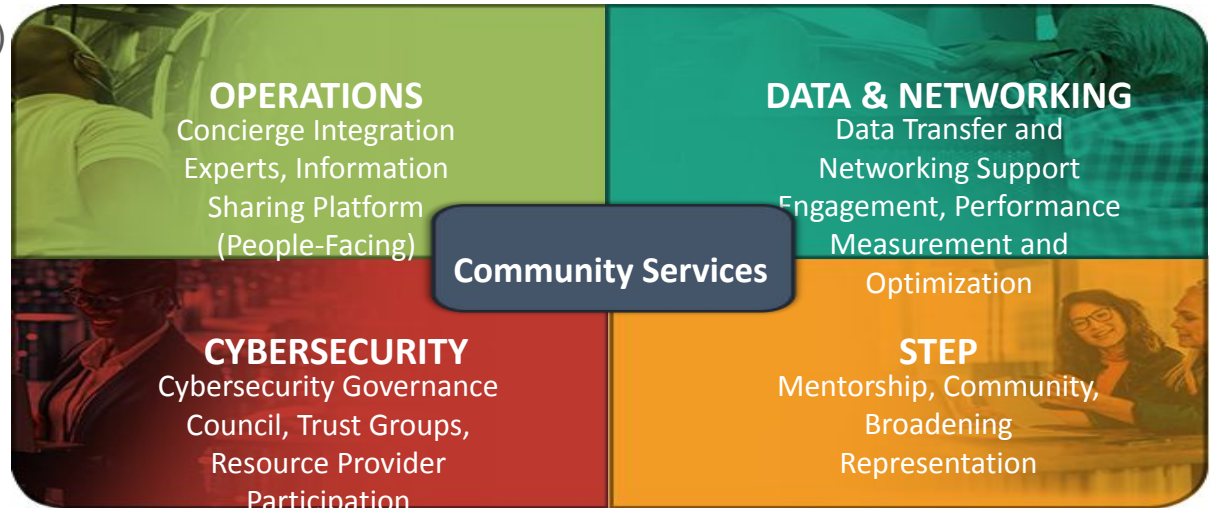 OPERATIONS
Concierge Integration
Experts, Information
Sharing Platform
(People-Facing)
DATA & NETWORKING
Data Transfer and
Networking Support
Engagement, Performance
Measurement and
Optimization
Community Services
CYBERSECURITY
Cybersecurity Governance
Council, Trust Groups,
Resource Provider
Participation
STEP
Mentorship, Community,
Broadening
Representation